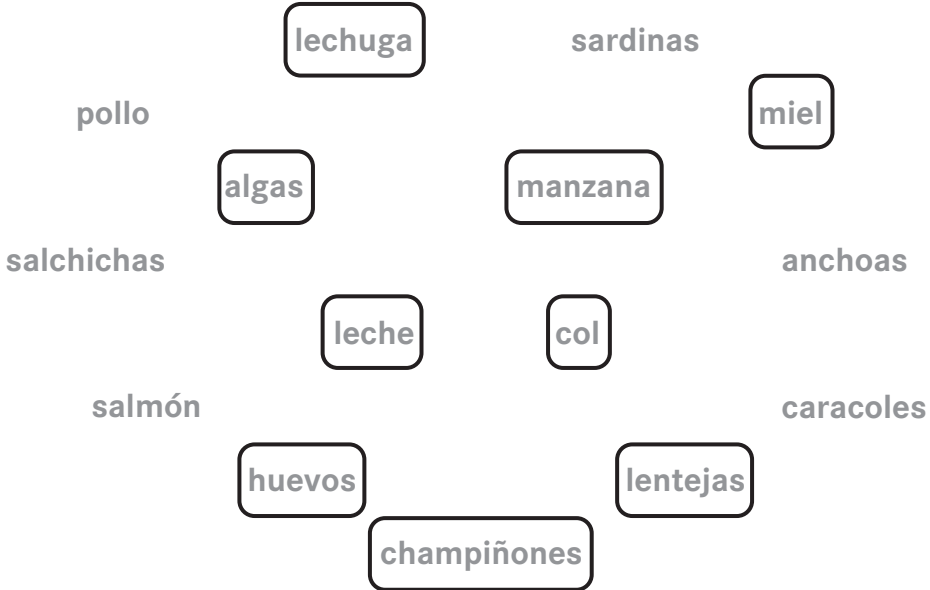 lechuga sardinas
pollo miel
algas manzana
salchichas anchoas
leche col
salmón caracoles
huevos lentejas
champiñones